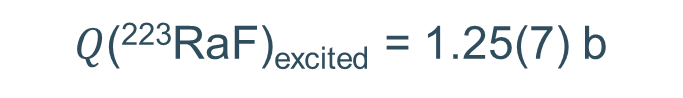 Q(²²³RaF)excited = 1.25(7) b